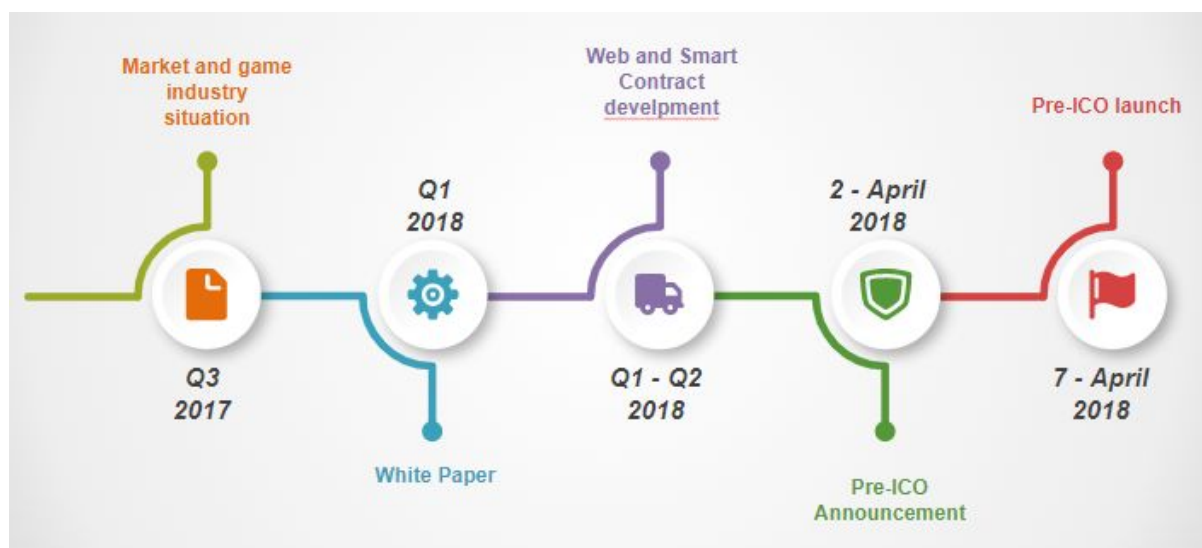 Market and game
industry
situation
Q3
2017
Q1
2018
White Paper
Web and Smart
Contract
develpment
Q1 - Q2
2018
2 - April
2018
Pre-ICO
Announcement
Pre-ICO launch
7 - April
2018